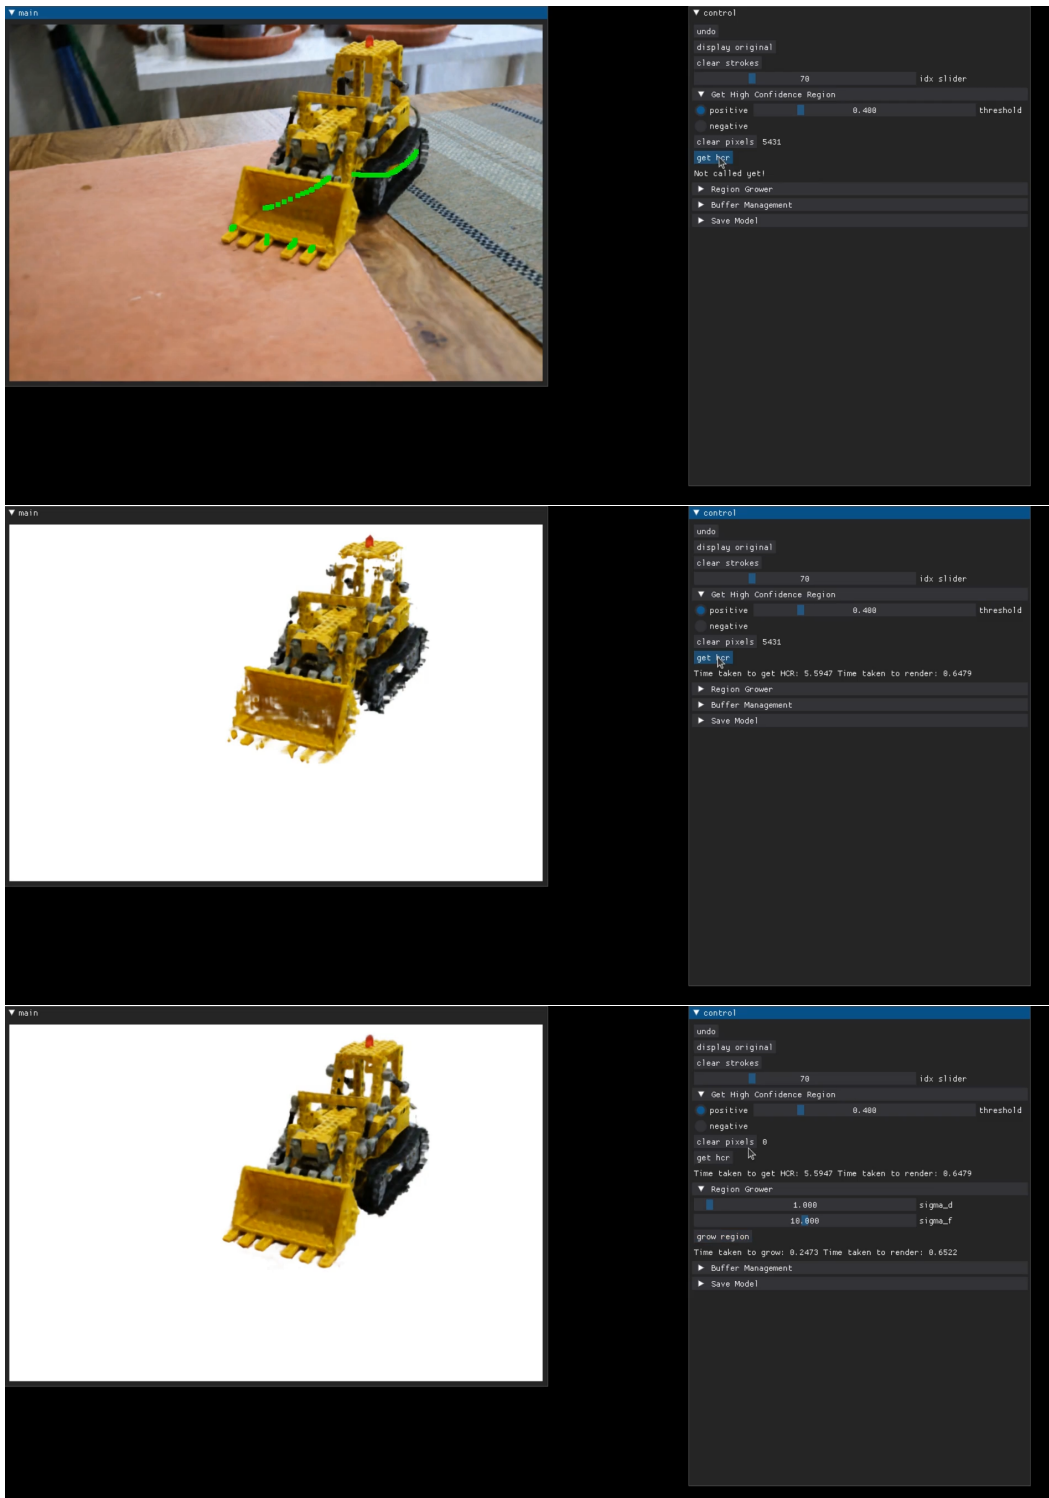 main
control
undo
display original
clear strokes
70 idx slider
Get High Confidence Region
positive 0.400 threshold
negative
clear pixels 5431
get hcr
Not called yet!
Region Grower
Buffer Management
Save Model
main
control
undo
display original
clear strokes
70 idx slider
Get High Confidence Region
positive 0.400 threshold
negative
clear pixels 5431
get hcr
Time taken to get HCR: 5.5947 Time taken to render: 0.6479
Region Grower
Buffer Management
Save Model
main
control
undo
display original
clear strokes
70 idx slider
Get High Confidence Region
positive 0.400 threshold
negative
clear pixels 0
get hcr
Time taken to get HCR: 5.5947 Time taken to render: 0.6479
Region Grower
1.000 sigma_d
10.000 sigma_f
grow region
Time taken to grow: 0.2473 Time taken to render: 0.6522
Buffer Management
Save Model